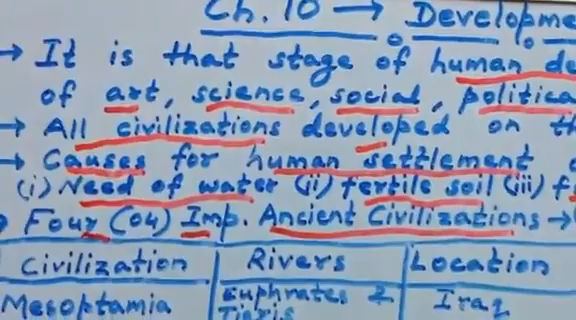 Ch. 10 → Developme
→ It is that stage of human de
of art, science, social, politica
→ All civilizations developed on th
→ Causes for human settlement
(i) Need of water (ii) fertile soil (iii) f
Four (04) Imp. Ancient Civilizations →
Civilization | Rivers | Location
Mesoptamia | Euphrates & | Iraq
Tigris